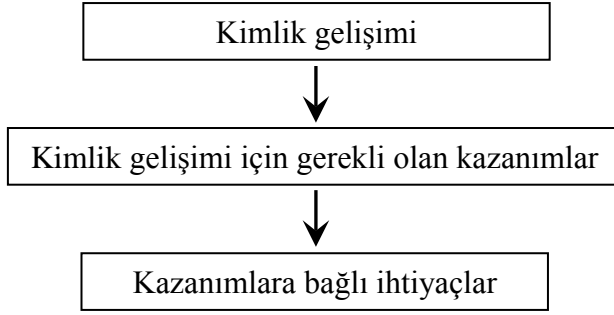 Kimlik gelişimi
Kimlik gelişimi için gerekli olan kazanımlar
Kazanımlara bağlı ihtiyaçlar